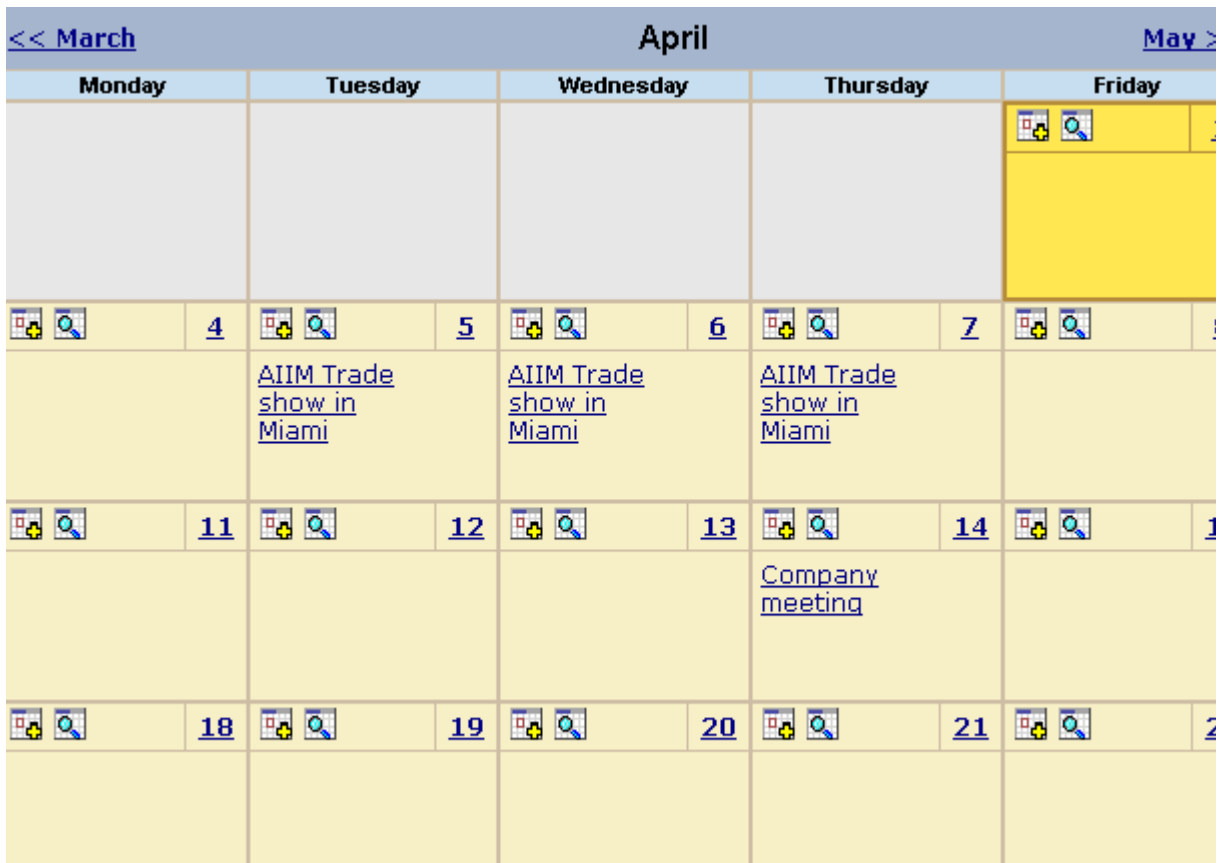 << March April May >
Monday Tuesday Wednesday Thursday Friday
4 5 6 7
AIIM Trade AIIM Trade AIIM Trade
show in show in show in
Miami Miami Miami
11 12 13 14
Company
meeting
18 19 20 21